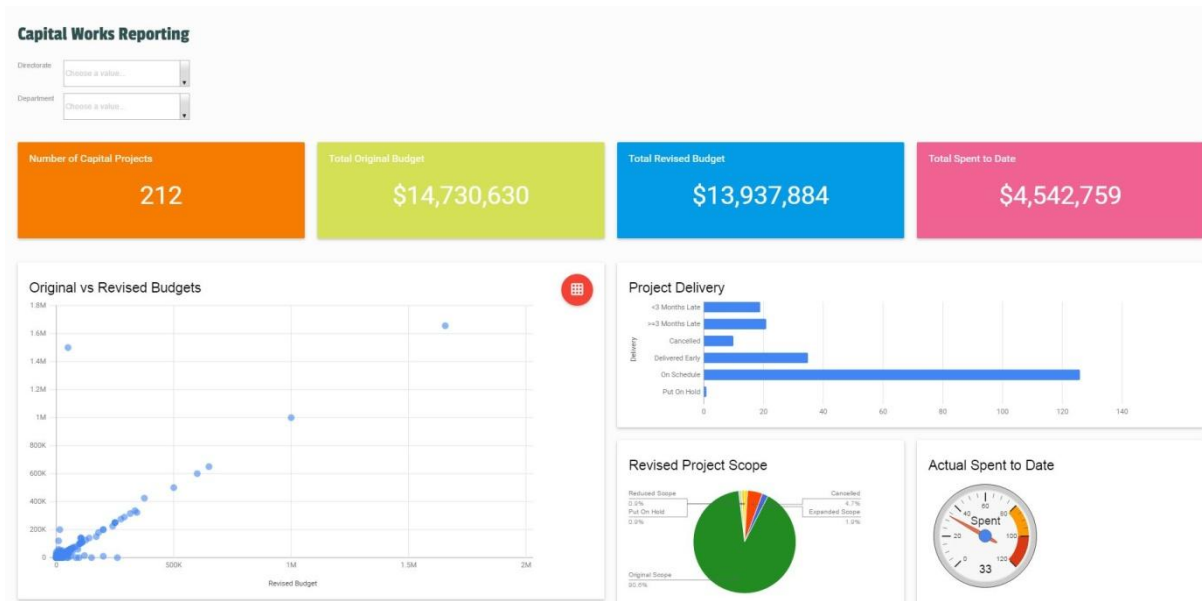 Capital Works Reporting
Directorate
Choose a value...
Department
Choose a value...
Number of Capital Projects
212
Total Original Budget
$14,730,630
Total Revised Budget
$13,937,884
Total Spent to Date
$4,542,759
Original vs Revised Budgets
1.8M
1.6M
1.4M
1.2M
1M
800K
600K
400K
200K
0
0 500K 1M 1.5M 2M
Revised Budget
Project Delivery
Delivery
<3 Months Late
>=3 Months Late
Cancelled
Delivered Early
On Schedule
Put On Hold
0 20 40 60 80 100 120 140
Revised Project Scope
Redused Scope
0.9%
Put On Hold
0.9%
Original Scope
90.6%
Cancelled
4.7%
Expanded Scope
1.9%
Actual Spent to Date
0 20 40 60 80 100 120
Spent
33